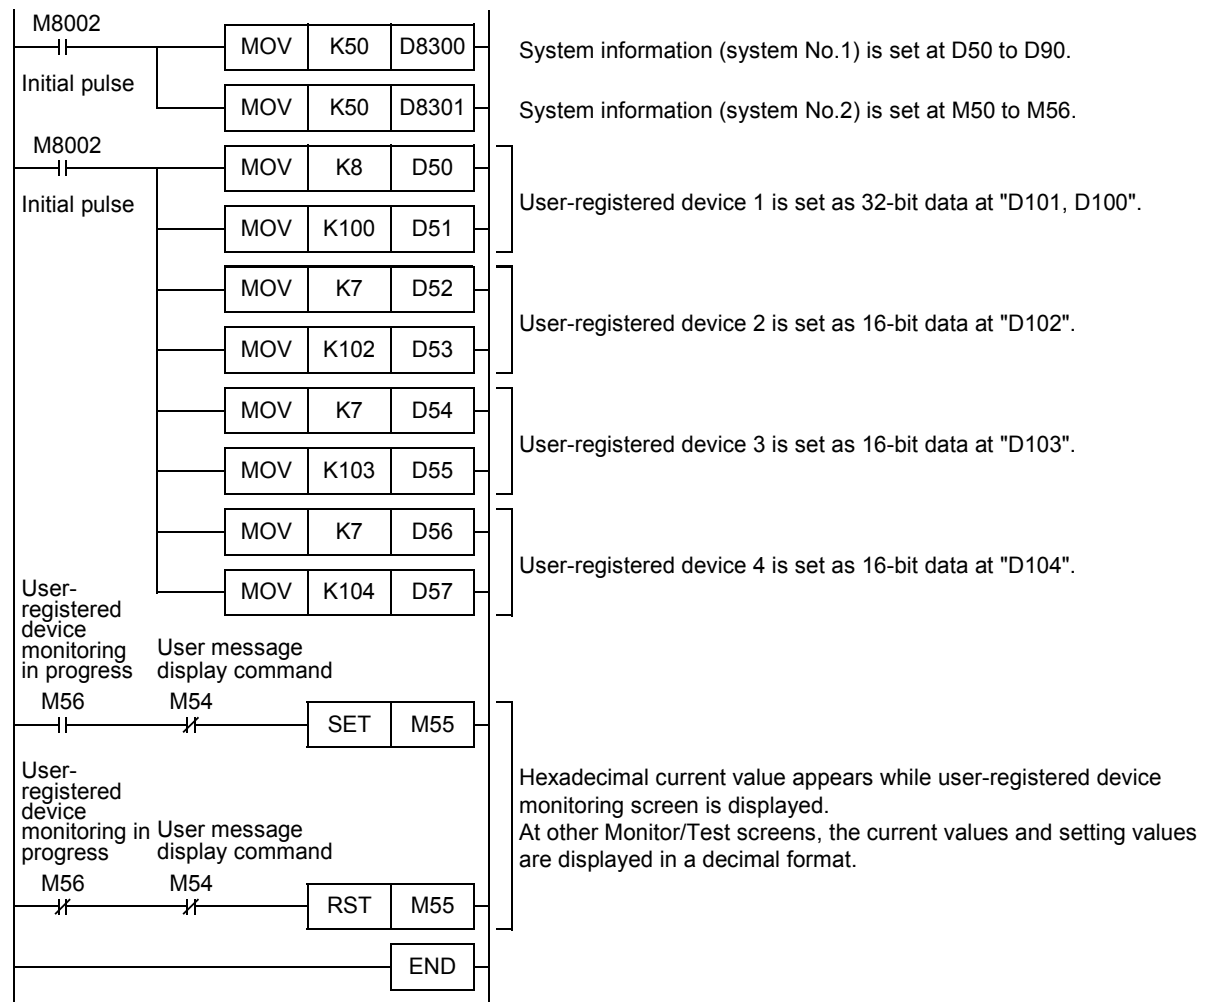 M8002
MOV K50 D8300
System information (system No.1) is set at D50 to D90.
Initial pulse
MOV K50 D8301
System information (system No.2) is set at M50 to M56.
M8002
MOV K8 D50
Initial pulse
User-registered device 1 is set as 32-bit data at "D101, D100".
MOV K100 D51
MOV K7 D52
User-registered device 2 is set as 16-bit data at "D102".
MOV K102 D53
MOV K7 D54
User-registered device 3 is set as 16-bit data at "D103".
MOV K103 D55
MOV K7 D56
User-registered device 4 is set as 16-bit data at "D104".
MOV K104 D57
User-
registered
device
monitoring
in progress
User message
display command
M56 M54
SET M55
User-
registered
device
monitoring in
progress
User message
display command
Hexadecimal current value appears while user-registered device
monitoring screen is displayed.
At other Monitor/Test screens, the current values and setting values
are displayed in a decimal format.
M56 M54
RST M55
END